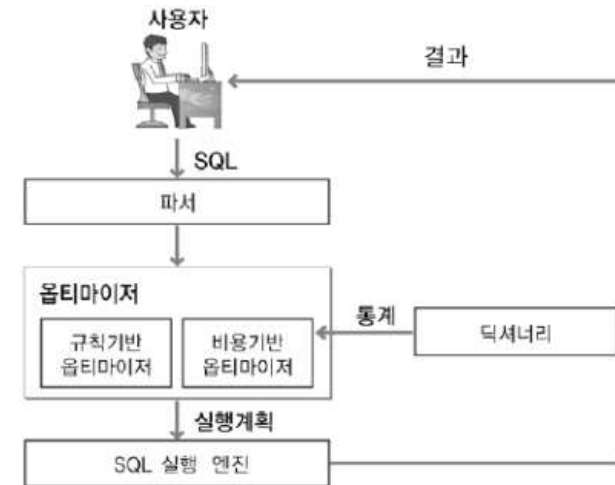 사용자
결과
SQL
파서
옵티마이저
규칙기반
옵티마이저
비용기반
옵티마이저
통계
딕셔너리
실행계획
SQL 실행 엔진